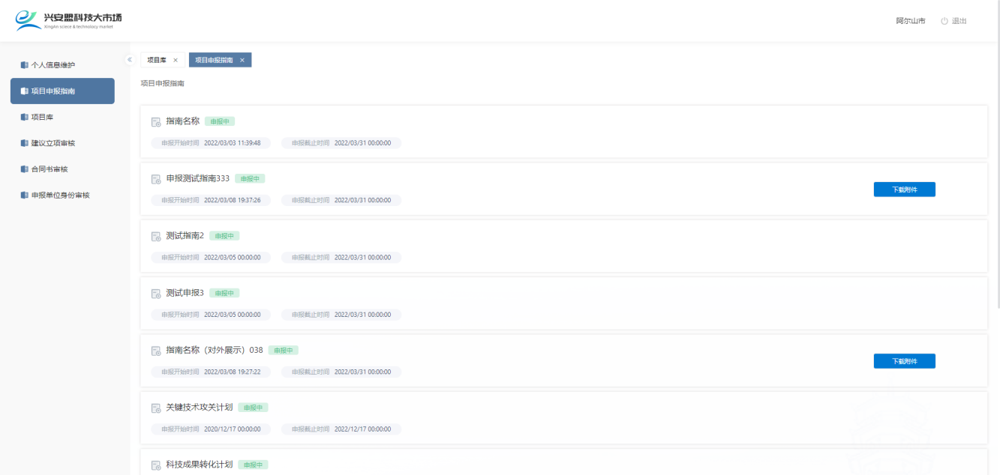 兴安盟科技大市场
XingAn sciece & technolocy market
阿尔山市
退出
个人信息维护
项目申报指南
项目库
建议立项审核
合同书审核
申报单位身份审核
项目库 ×
项目申报指南 ×
项目申报指南
指南名称 申报中
申报开始时间 2022/03/03 11:39:48 申报截止时间 2022/03/31 00:00:00
申报测试指南333 申报中
申报开始时间 2022/03/08 19:37:26 申报截止时间 2022/03/31 00:00:00
下载附件
测试指南2 申报中
申报开始时间 2022/03/05 00:00:00 申报截止时间 2022/03/31 00:00:00
测试申报3 申报中
申报开始时间 2022/03/05 00:00:00 申报截止时间 2022/03/31 00:00:00
指南名称（对外展示）038 申报中
申报开始时间 2022/03/08 19:27:22 申报截止时间 2022/03/31 00:00:00
下载附件
关键技术攻关计划 申报中
申报开始时间 2020/12/17 00:00:00 申报截止时间 2022/12/17 00:00:00
科技成果转化计划 申报中